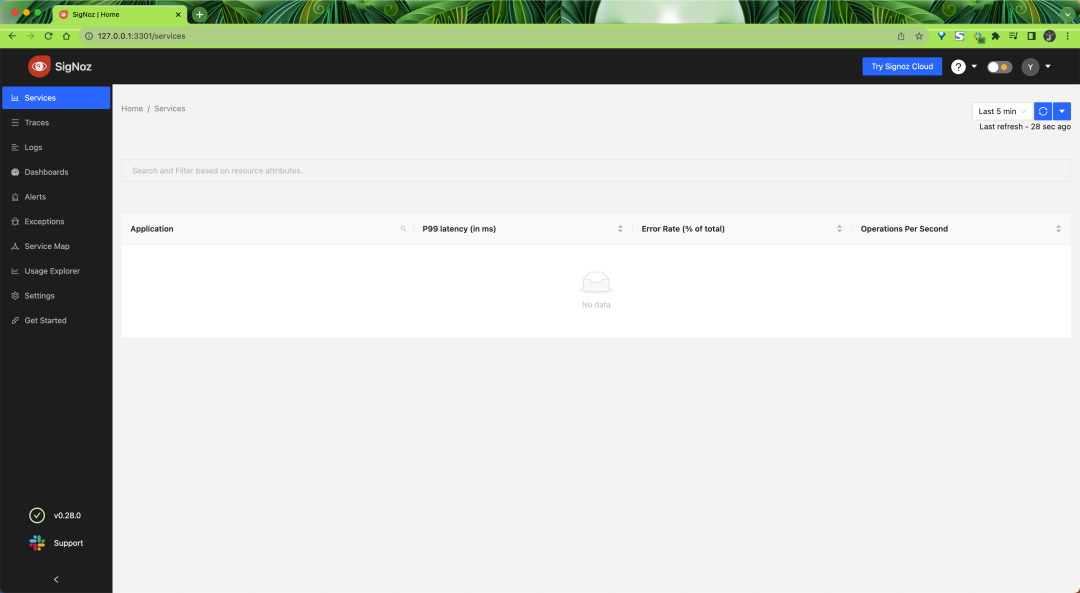 SigNoz | Home
127.0.0.1:3301/services
SigNoz
Try Signoz Cloud
Y
Services
Traces
Logs
Dashboards
Alerts
Exceptions
Service Map
Usage Explorer
Settings
Get Started
v0.28.0
Support
Home / Services
Last 5 min
Last refresh - 28 sec ago
Search and Filter based on resource attributes.
Application P99 latency (in ms) Error Rate (% of total) Operations Per Second
No data